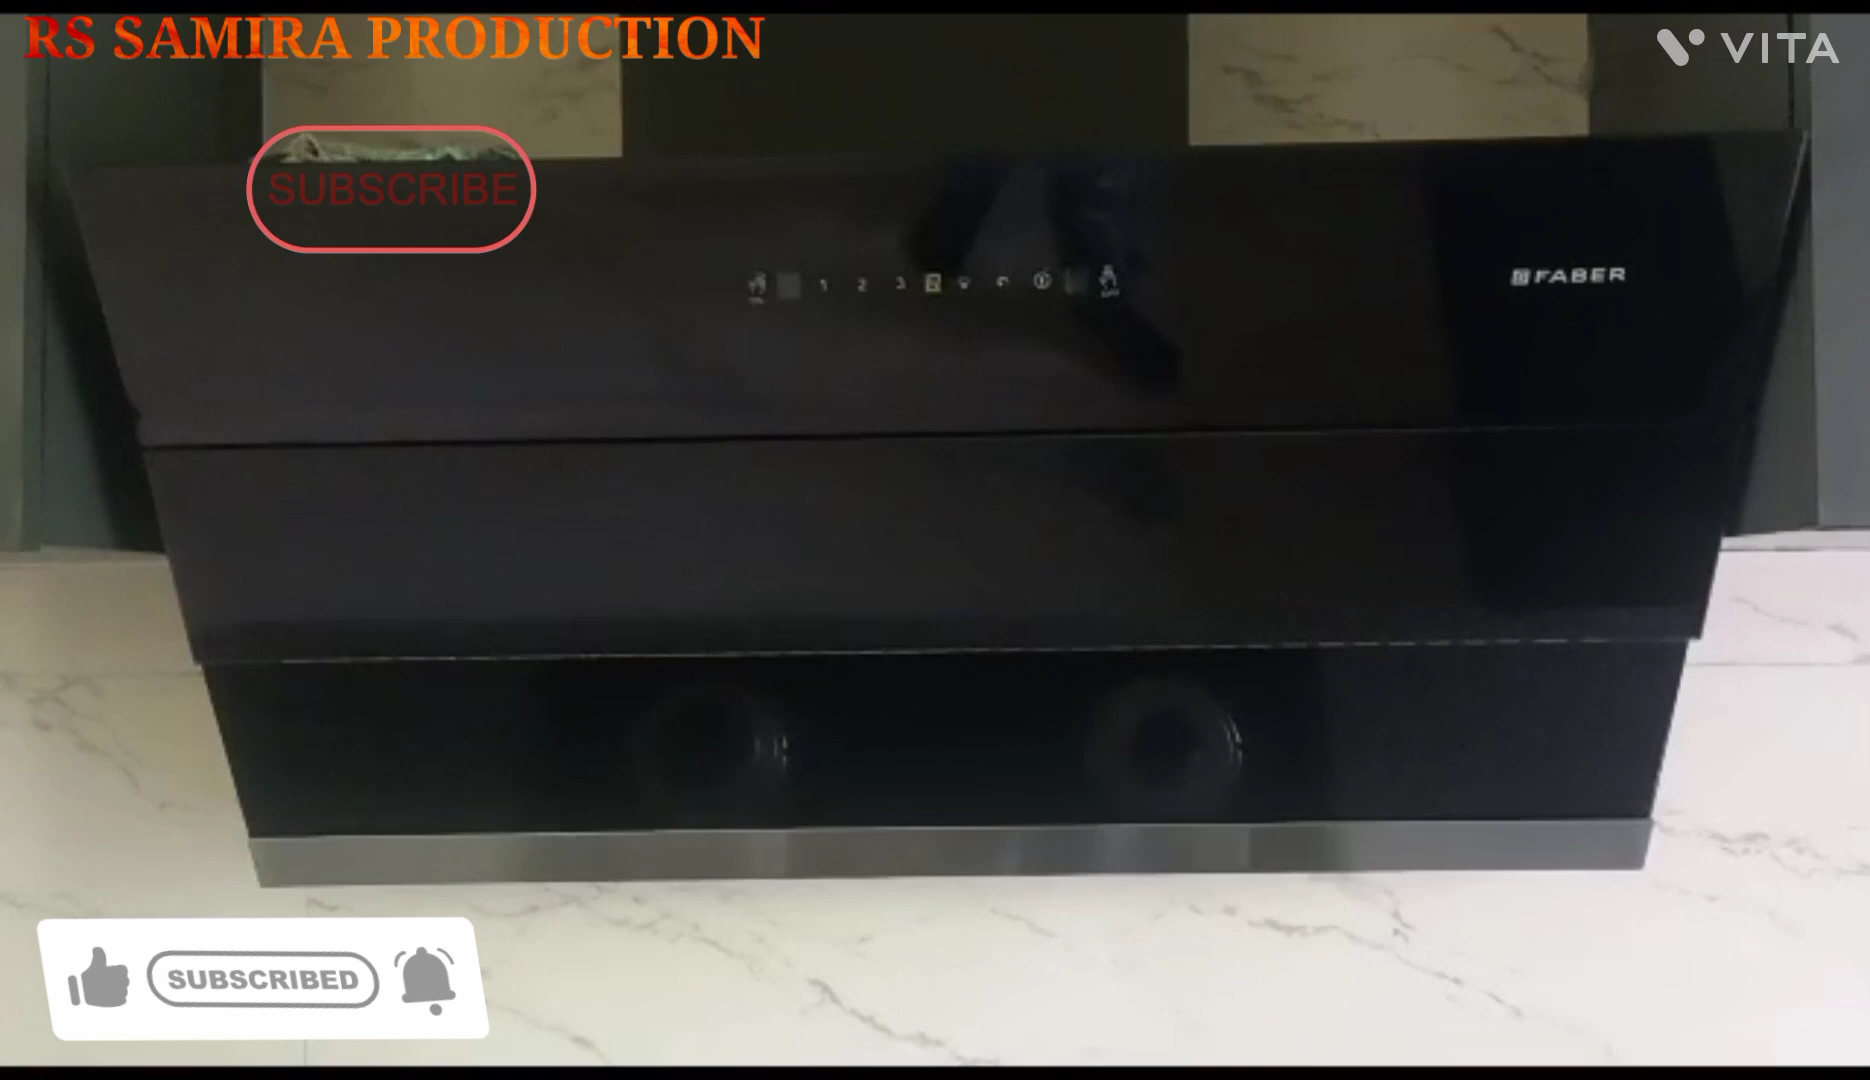 RS SAMIRA PRODUCTION
VITA
SUBSCRIBE
1 2 3
FABER
SUBSCRIBED